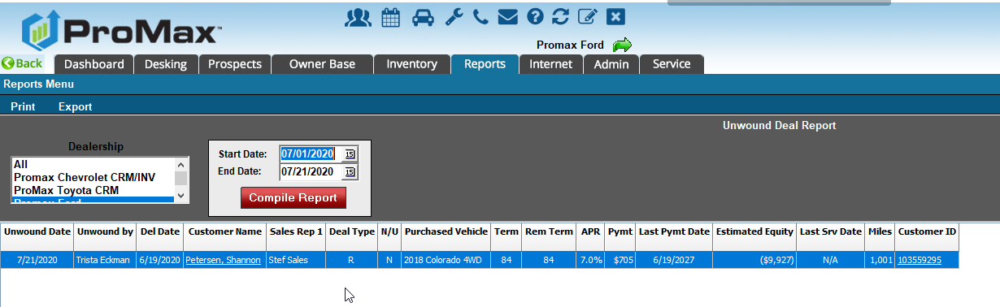 ProMax™
Promax Ford
Back Dashboard Desking Prospects Owner Base Inventory Reports Internet Admin Service
Reports Menu
Print Export
Unwound Deal Report
Dealership
All
Promax Chevrolet CRM/INV
ProMax Toyota CRM
Promax Ford
Start Date: 07/01/2020 15
End Date: 07/21/2020 15
Compile Report
Unwound Date Unwound by Del Date Customer Name Sales Rep 1 Deal Type N/U Purchased Vehicle Term Rem Term APR Pymt Last Pymt Date Estimated Equity Last Srv Date Miles Customer ID
7/21/2020 Trista Eckman 6/19/2020 Petersen, Shannon Stef Sales R N 2018 Colorado 4WD 84 84 7.0% $705 6/19/2027 ($9,927) N/A 1,001 103559295